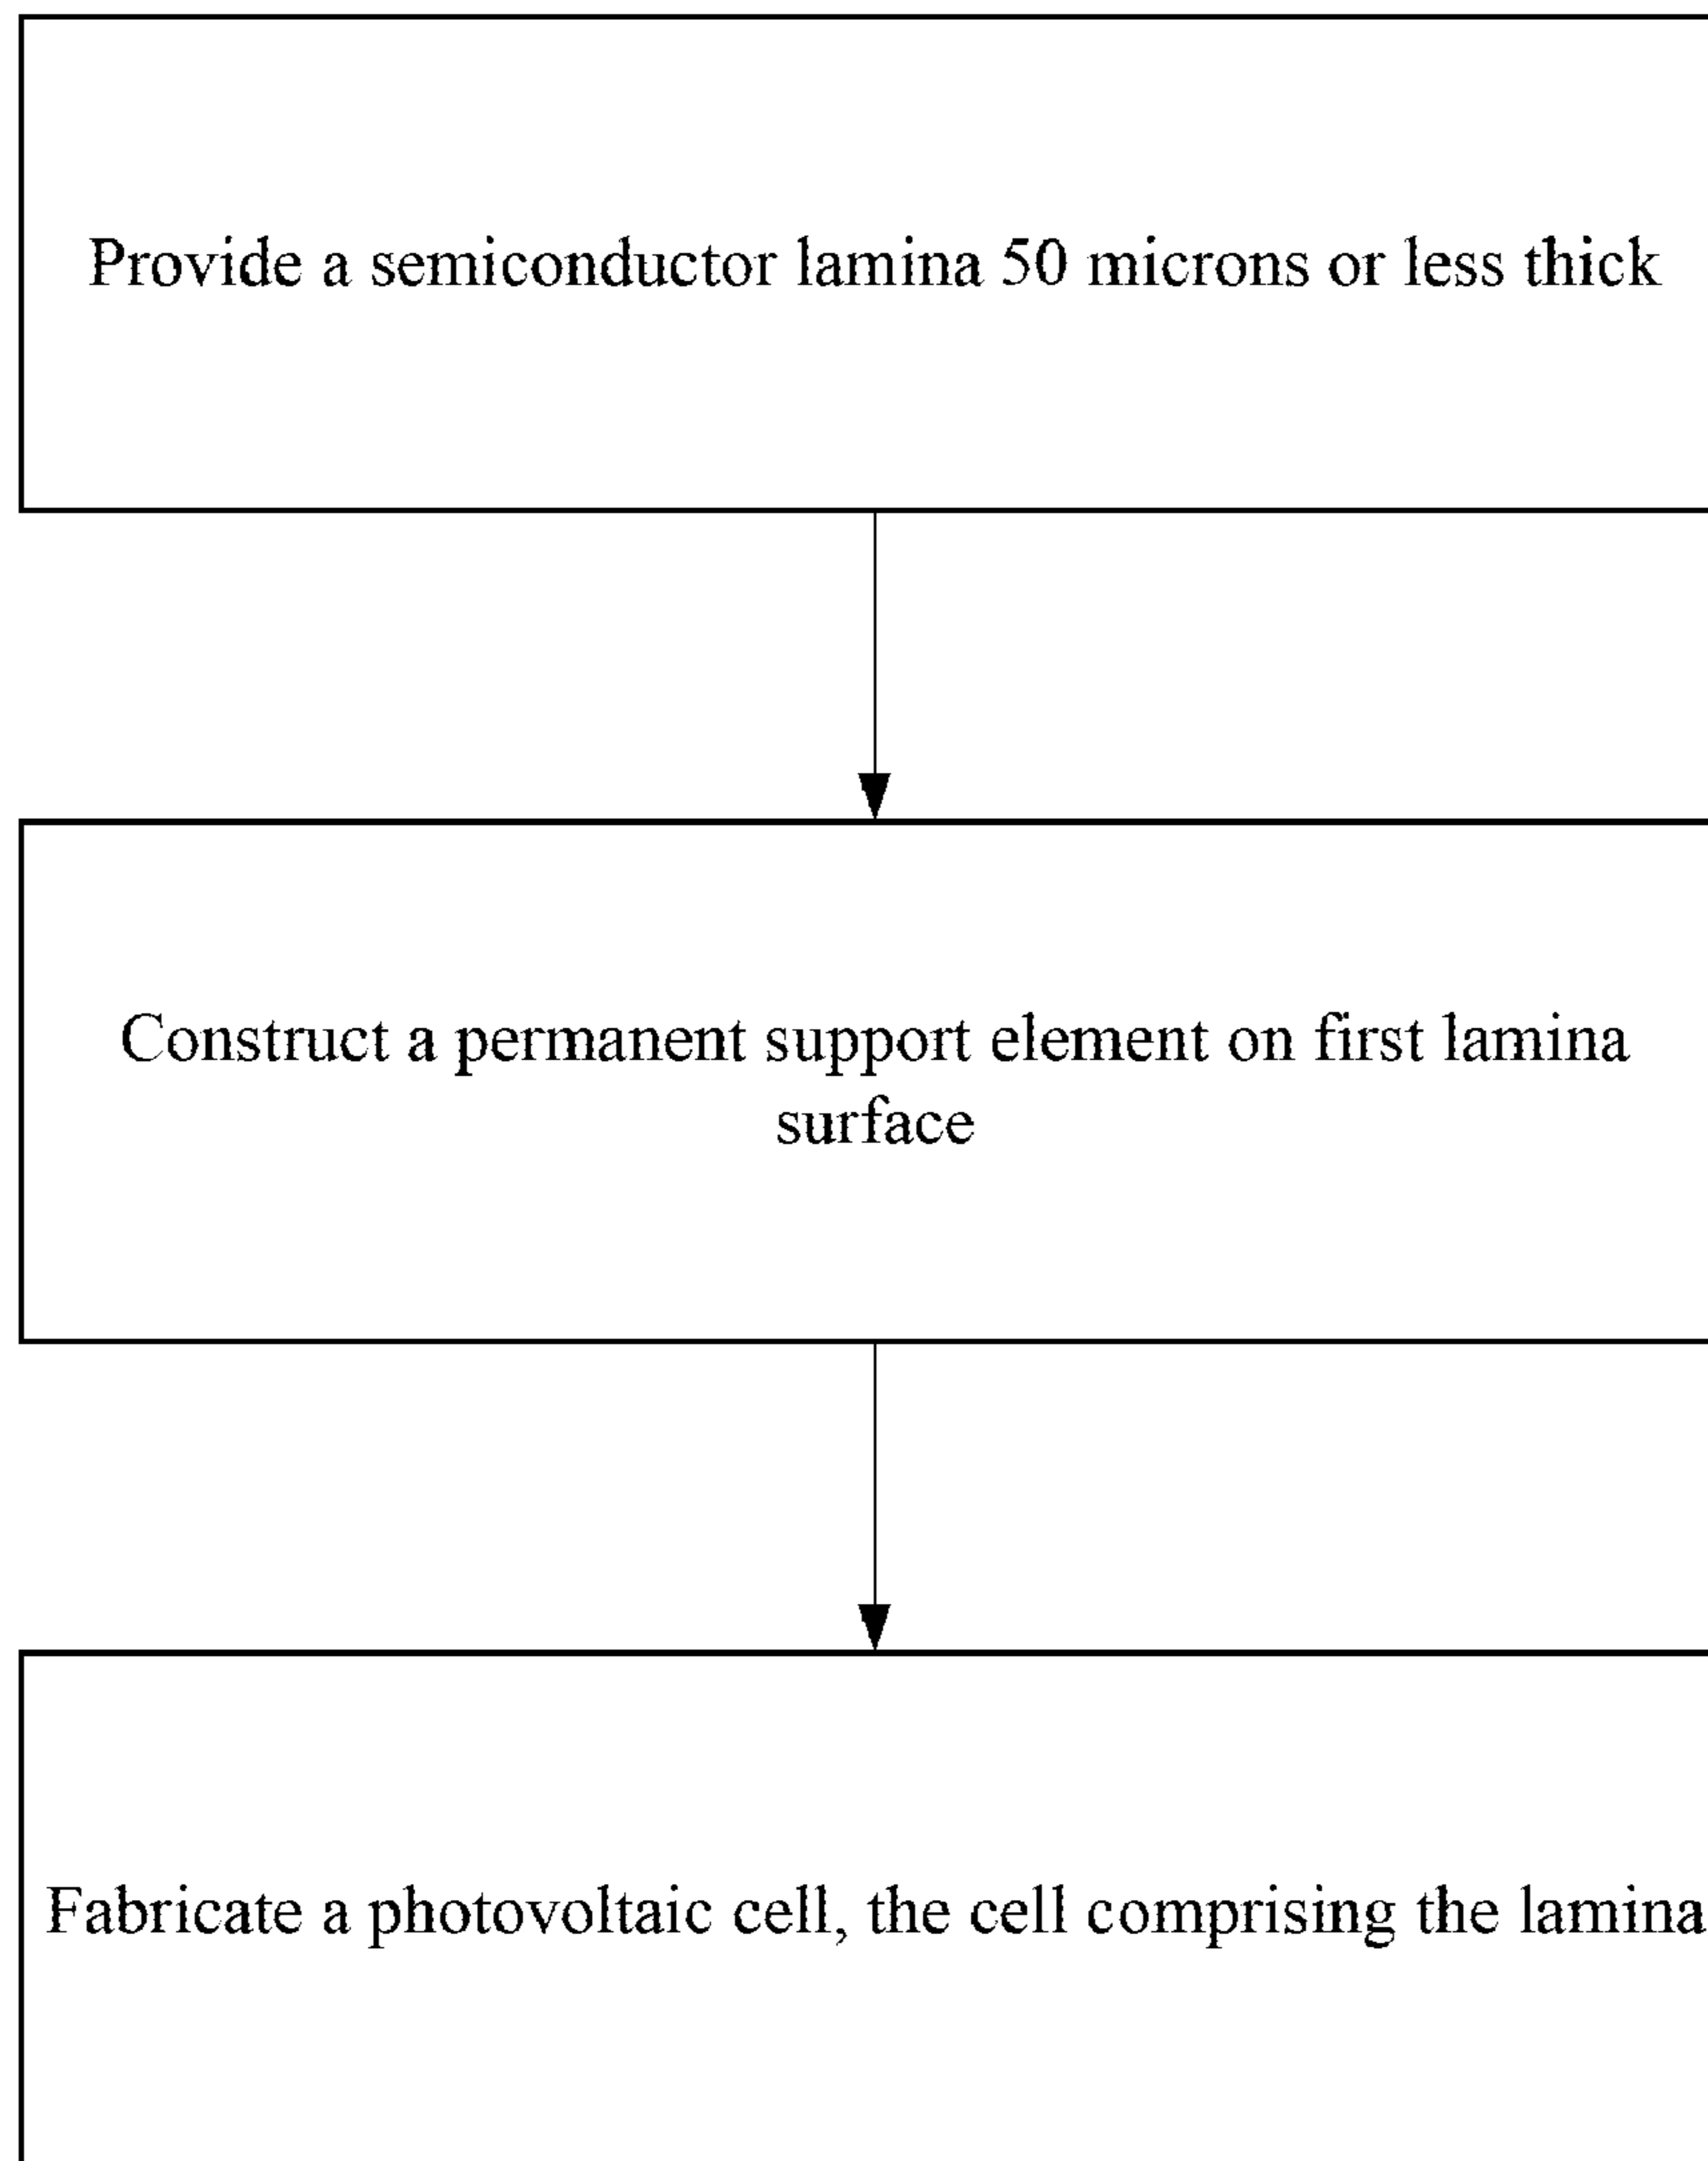 Provide a semiconductor lamina 50 microns or less thick
Construct a permanent support element on first lamina
surface
Fabricate a photovoltaic cell, the cell comprising the lamina